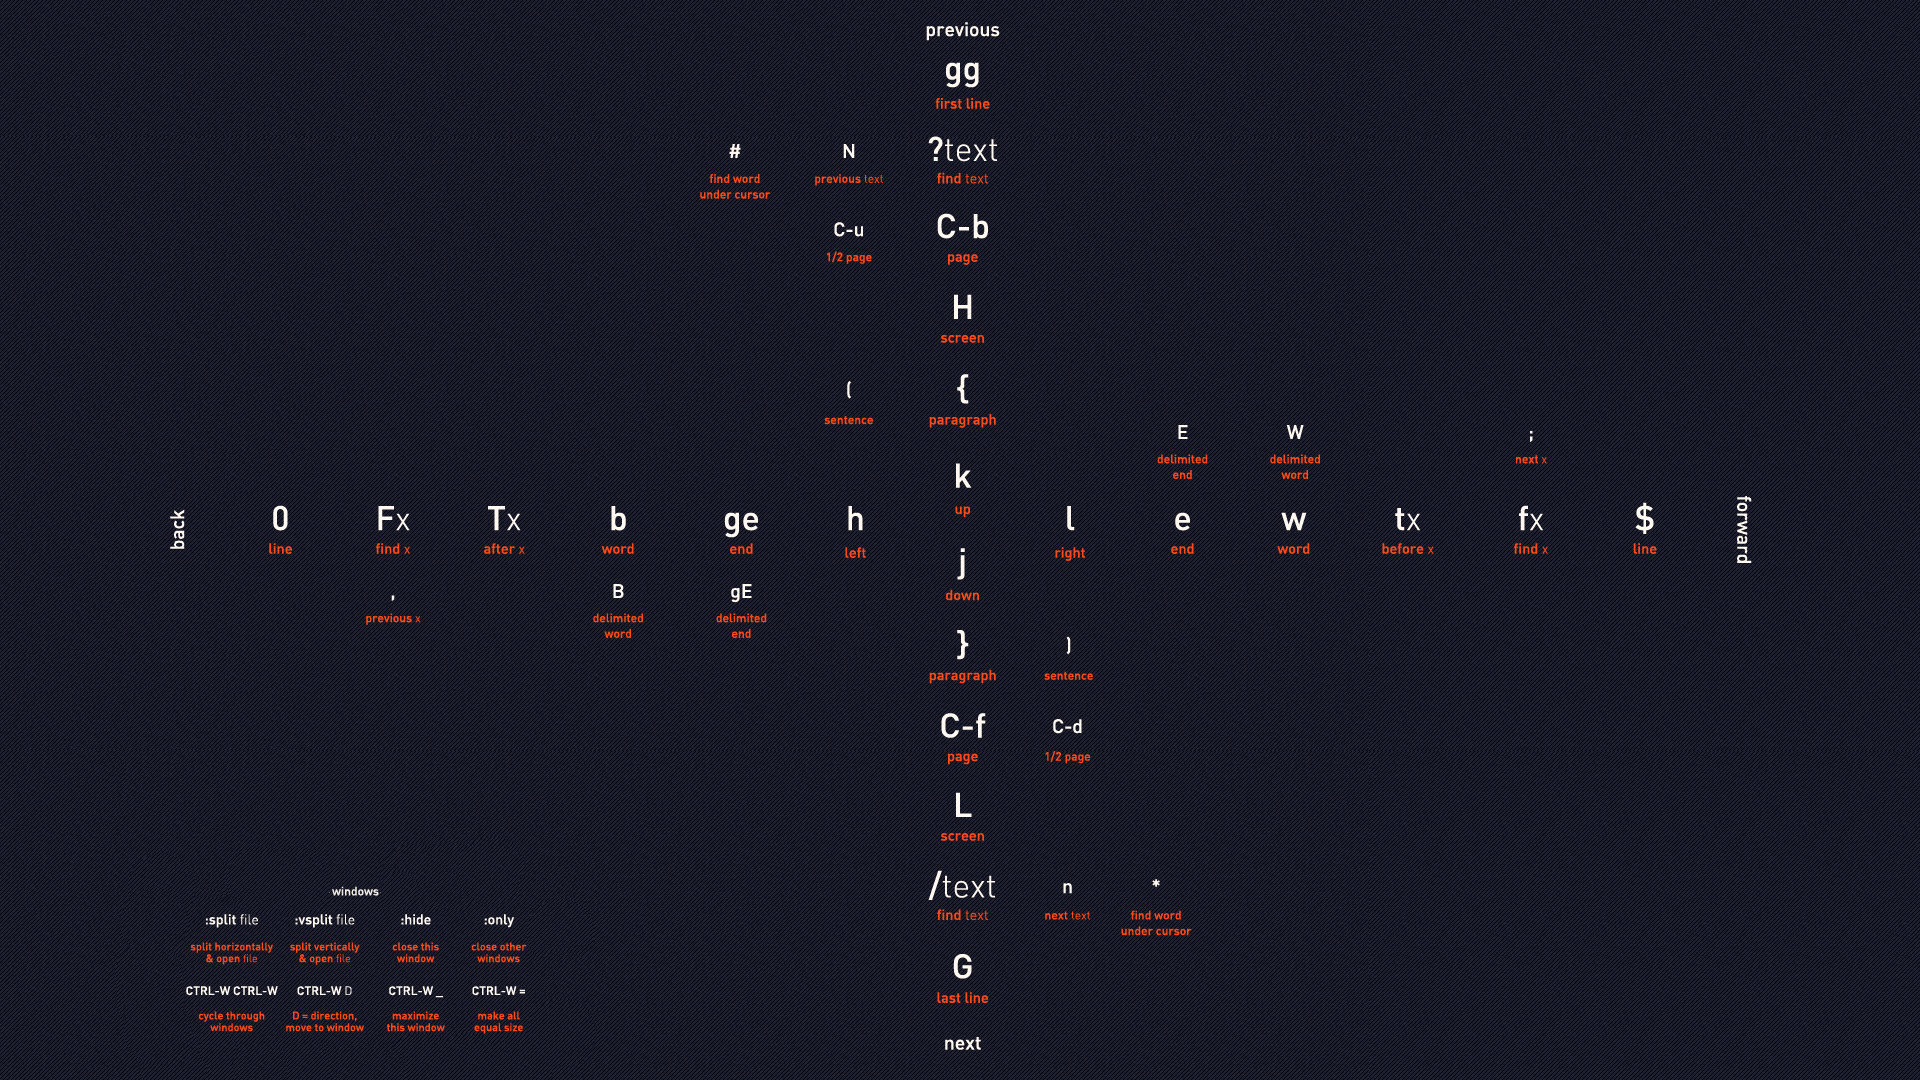 previous
gg
first line
# N ?text
find word previous text find text
under cursor
C-u C-b
1/2 page page
H
screen
( {
sentence paragraph
E W ;
delimited delimited next x
end word
k
up
back 0 Fx Tx b ge h l e w tx fx $ forward
line find x after x word end left right end word before x find x line
j
down
, B gE
previous x delimited delimited
word end
} )
paragraph sentence
C-f C-d
page 1/2 page
L
screen
/text n *
find text next text find word
under cursor
G
last line
next
windows
:split file :vsplit file :hide :only
split horizontally split vertically close this close other
& open file & open file window windows
CTRL-W CTRL-W CTRL-W D CTRL-W _ CTRL-W =
cycle through D = direction, maximize make all
windows move to window this window equal size